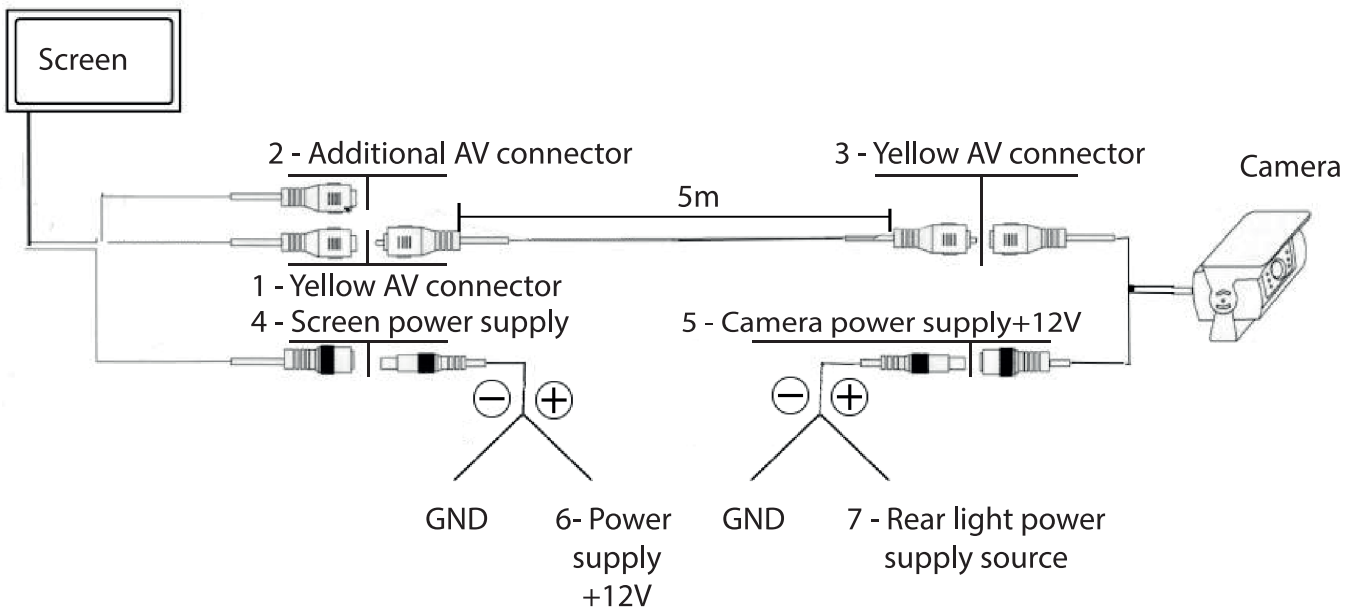 Screen
2 - Additional AV connector
3 - Yellow AV connector
Camera
5m
1 - Yellow AV connector
4 - Screen power supply
5 - Camera power supply+12V
GND
6- Power
supply
+12V
GND
7 - Rear light power
supply source